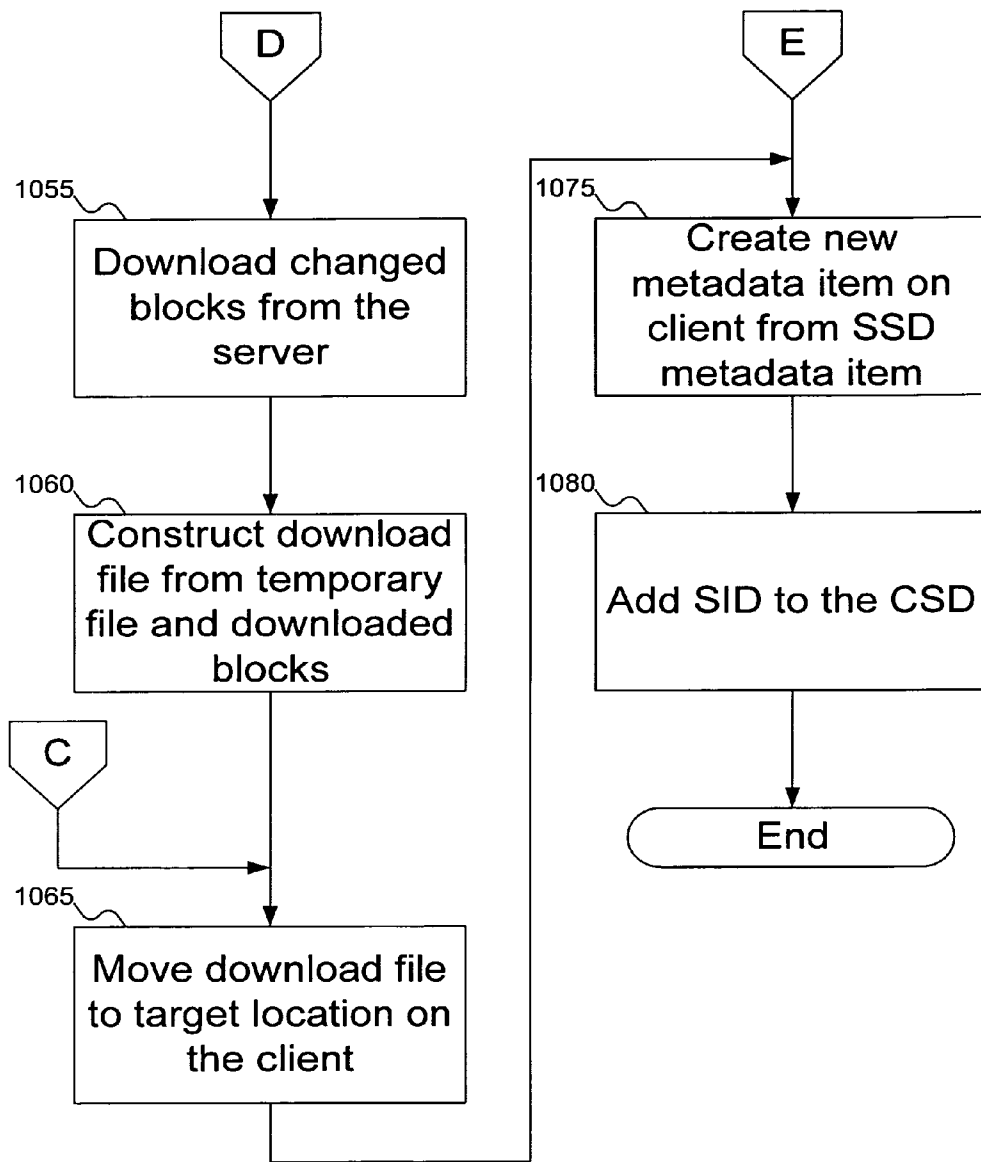 D
1055
Download changed
blocks from the
server
1060
Construct download
file from temporary
file and downloaded
blocks
C
1065
Move download file
to target location on
the client
E
1075
Create new
metadata item on
client from SSD
metadata item
1080
Add SID to the CSD
End